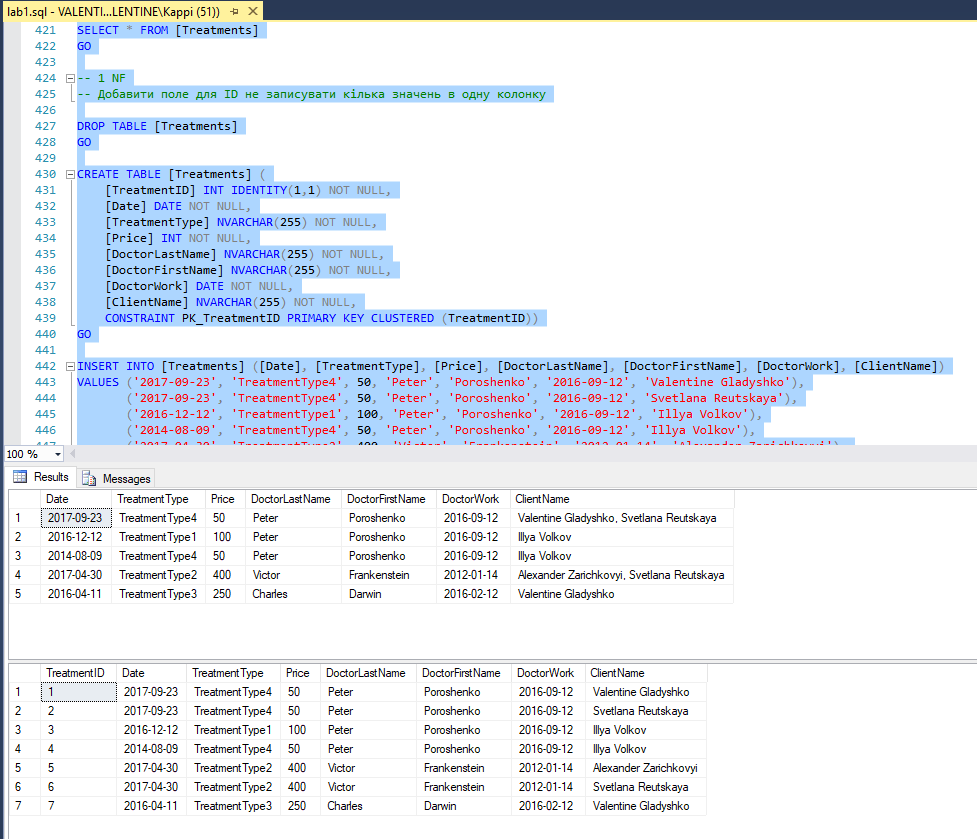 lab1.sql - VALENTI...LENTINE\Kappi (51))
421 SELECT * FROM [Treatments]
422 GO
423
424 -- 1 NF
425 -- Добавити поле для ID не записувати кілька значень в одну колонку
426
427 DROP TABLE [Treatments]
428 GO
429
430 CREATE TABLE [Treatments] (
431 [TreatmentID] INT IDENTITY(1,1) NOT NULL,
432 [Date] DATE NOT NULL,
433 [TreatmentType] NVARCHAR(255) NOT NULL,
434 [Price] INT NOT NULL,
435 [DoctorLastName] NVARCHAR(255) NOT NULL,
436 [DoctorFirstName] NVARCHAR(255) NOT NULL,
437 [DoctorWork] DATE NOT NULL,
438 [ClientName] NVARCHAR(255) NOT NULL,
439 CONSTRAINT PK_TreatmentID PRIMARY KEY CLUSTERED (TreatmentID))
440 GO
441
442 INSERT INTO [Treatments] ([Date], [TreatmentType], [Price], [DoctorLastName], [DoctorFirstName], [DoctorWork], [ClientName])
443 VALUES ('2017-09-23', 'TreatmentType4', 50, 'Peter', 'Poroshenko', '2016-09-12', 'Valentine Gladyshko'),
444 ('2017-09-23', 'TreatmentType4', 50, 'Peter', 'Poroshenko', '2016-09-12', 'Svetlana Reutskaya'),
445 ('2016-12-12', 'TreatmentType1', 100, 'Peter', 'Poroshenko', '2016-09-12', 'Illya Volkov'),
446 ('2014-08-09', 'TreatmentType4', 50, 'Peter', 'Poroshenko', '2016-09-12', 'Illya Volkov'),
447 ('2017-04-30', 'TreatmentType2', 400, 'Victor', 'Frankenstein', '2012-01-14', 'Alexander Zarichkovyi'),
100 %
Results Messages
Date TreatmentType Price DoctorLastName DoctorFirstName DoctorWork ClientName
1 2017-09-23 TreatmentType4 50 Peter Poroshenko 2016-09-12 Valentine Gladyshko, Svetlana Reutskaya
2 2016-12-12 TreatmentType1 100 Peter Poroshenko 2016-09-12 Illya Volkov
3 2014-08-09 TreatmentType4 50 Peter Poroshenko 2016-09-12 Illya Volkov
4 2017-04-30 TreatmentType2 400 Victor Frankenstein 2012-01-14 Alexander Zarichkovyi, Svetlana Reutskaya
5 2016-04-11 TreatmentType3 250 Charles Darwin 2016-02-12 Valentine Gladyshko
TreatmentID Date TreatmentType Price DoctorLastName DoctorFirstName DoctorWork ClientName
1 1 2017-09-23 TreatmentType4 50 Peter Poroshenko 2016-09-12 Valentine Gladyshko
2 2 2017-09-23 TreatmentType4 50 Peter Poroshenko 2016-09-12 Svetlana Reutskaya
3 3 2016-12-12 TreatmentType1 100 Peter Poroshenko 2016-09-12 Illya Volkov
4 4 2014-08-09 TreatmentType4 50 Peter Poroshenko 2016-09-12 Illya Volkov
5 5 2017-04-30 TreatmentType2 400 Victor Frankenstein 2012-01-14 Alexander Zarichkovyi
6 6 2017-04-30 TreatmentType2 400 Victor Frankenstein 2012-01-14 Svetlana Reutskaya
7 7 2016-04-11 TreatmentType3 250 Charles Darwin 2016-02-12 Valentine Gladyshko